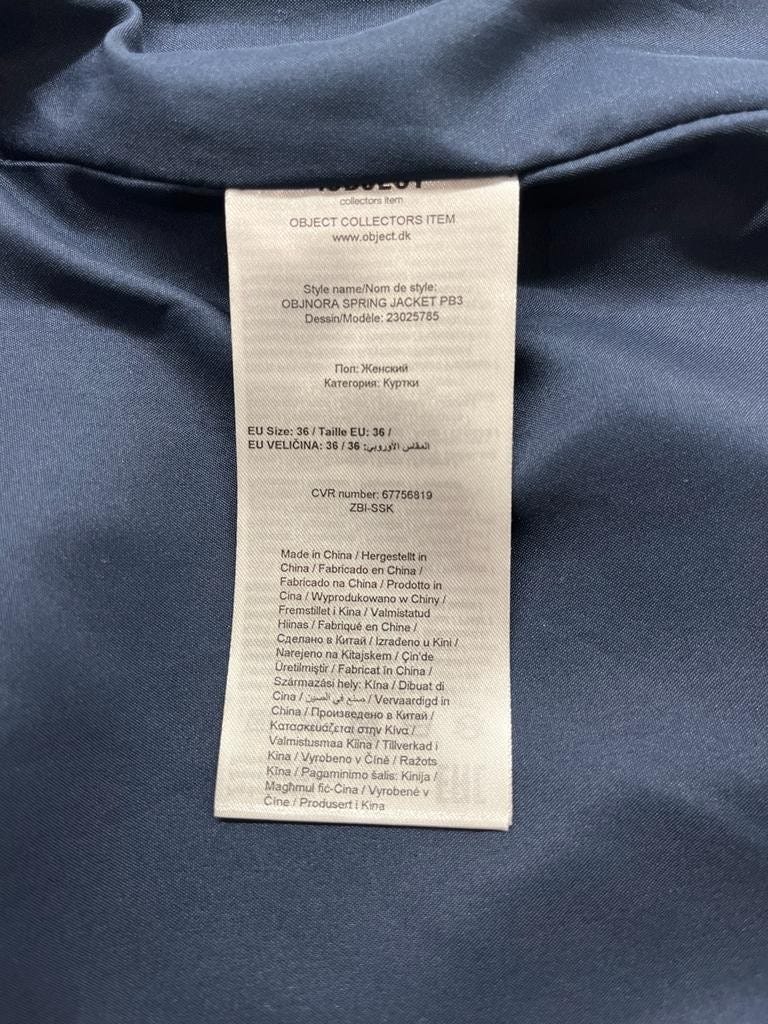 collectors item
OBJECT COLLECTORS ITEM
www.object.dk
Style name/Nom de style:
OBJNORA SPRING JACKET PB3
Dessin/Modèle: 23025785
Пол: Женский
Категория: Куртки
EU Size: 36 / Taille EU: 36 /
EU VELIČINA: 36 / 36 :المقاس الأوروبي
CVR number: 67756819
ZBI-SSK
Made in China / Hergestellt in
China / Fabricado en China /
Fabricado na China / Prodotto in
Cina / Wyprodukowano w Chiny /
Fremstillet i Kina / Valmistatud
Hiinas / Fabriqué en Chine /
Сделано в Китай / Izrađeno u Kini /
Narejeno na Kitajskem / Çin'de
Üretilmiştir / Fabricat în China /
Származási hely: Kína / Dibuat di
Cina / صنع في الصين / Vervaardigd in
China / Произведено в Китай /
Κατασκευάζεται στην Κίνα /
Valmistusmaa Kiina / Tillverkad i
Kina / Vyrobeno v Číně / Ražots
Ķīna / Pagaminimo šalis: Kinija /
Magħmul fiċ-Ċina / Vyrobené v
Číne / Produsert i Kina